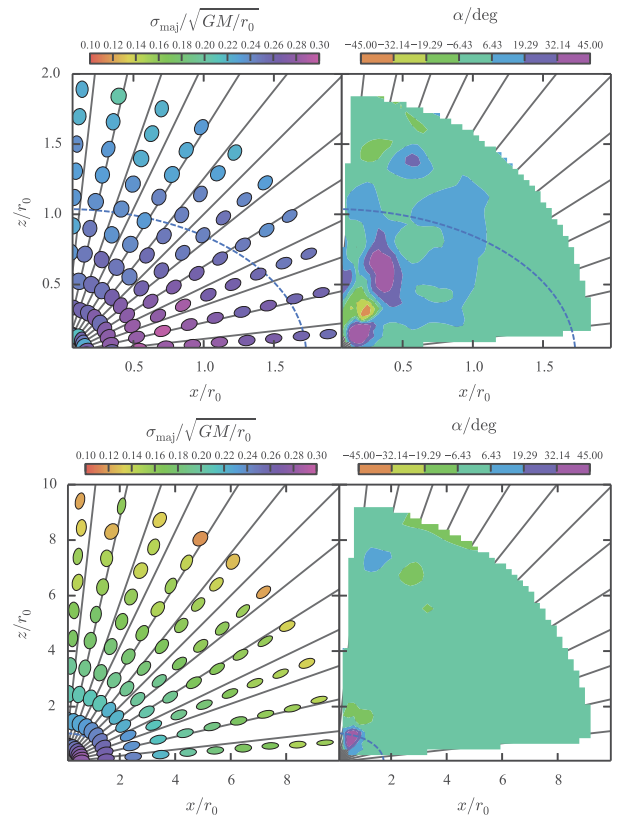 σ_maj/√GM/r₀ α/deg
0.10 0.12 0.14 0.16 0.18 0.20 0.22 0.24 0.26 0.28 0.30 −45.00 −32.14 −19.29 −6.43 6.43 19.29 32.14 45.00
2.0
1.5
1.0
0.5
z/r₀
0.5 1.0 1.5 0.5 1.0 1.5
x/r₀ x/r₀
σ_maj/√GM/r₀ α/deg
0.10 0.12 0.14 0.16 0.18 0.20 0.22 0.24 0.26 0.28 0.30 −45.00 −32.14 −19.29 −6.43 6.43 19.29 32.14 45.00
10
8
6
4
2
z/r₀
2 4 6 8 2 4 6 8
x/r₀ x/r₀